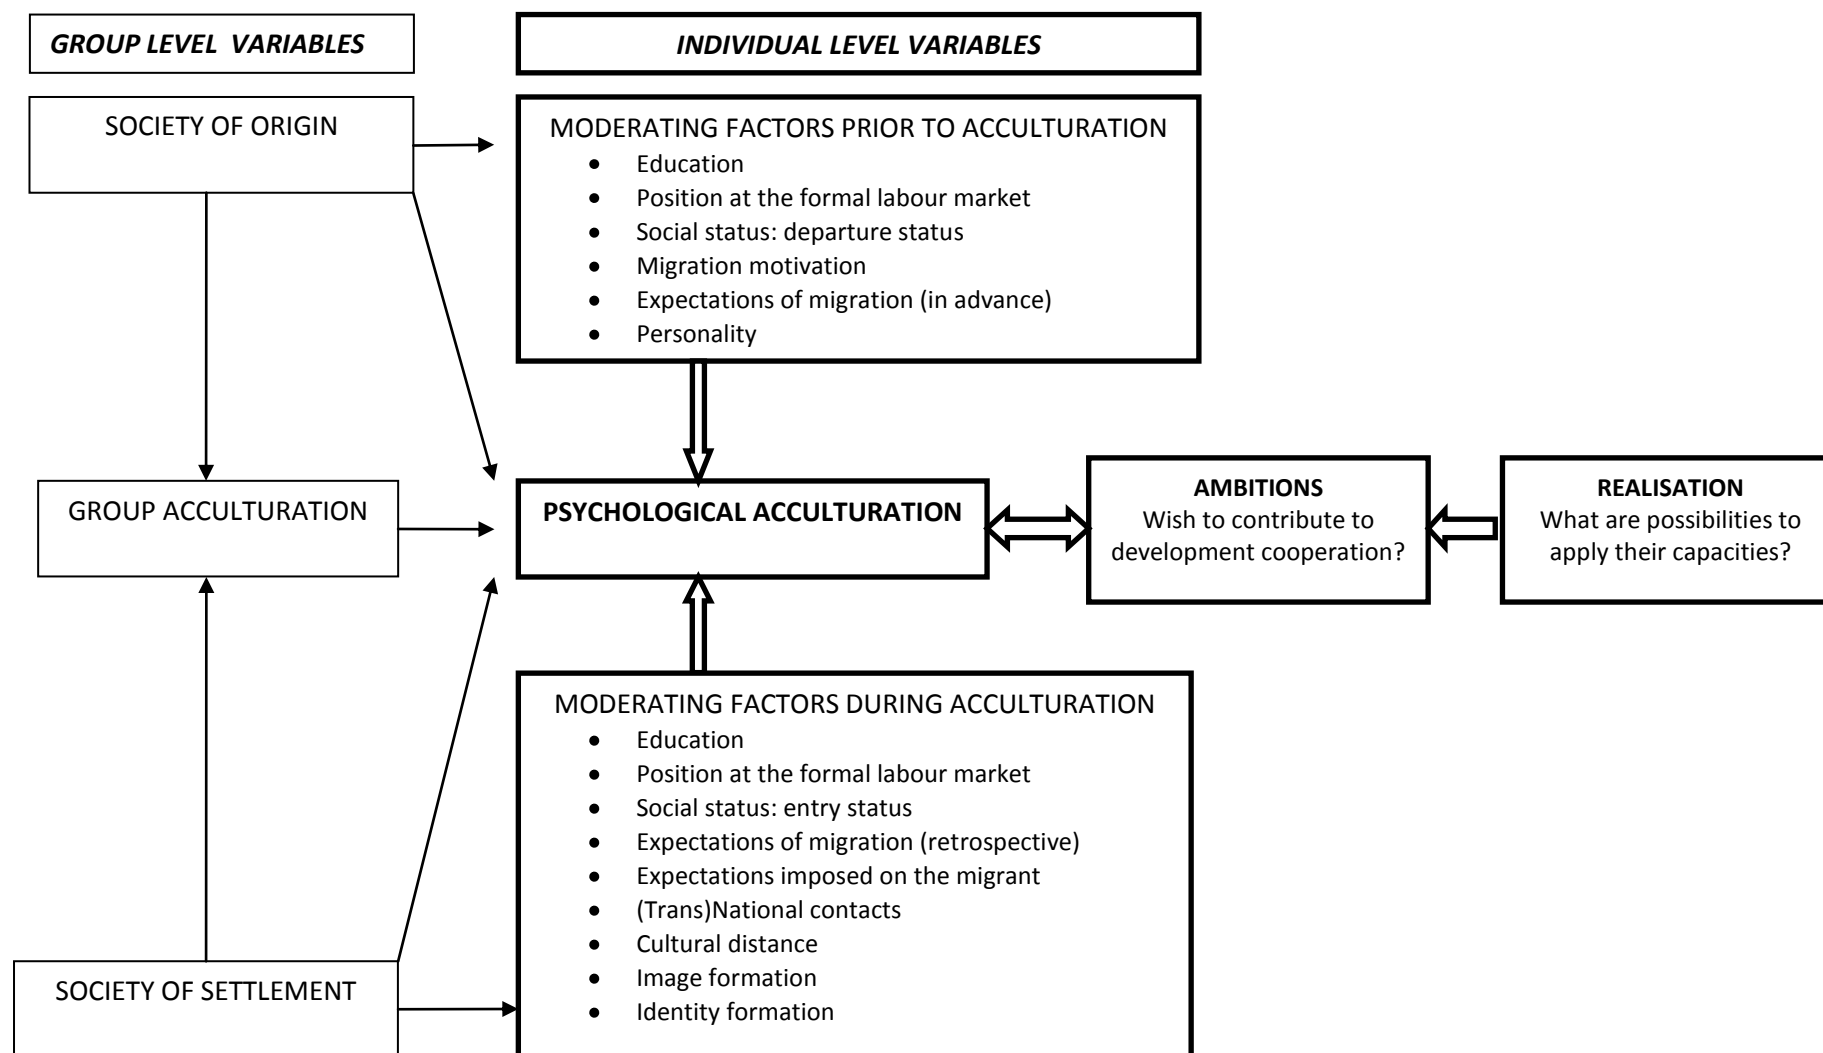 GROUP LEVEL VARIABLES
INDIVIDUAL LEVEL VARIABLES
SOCIETY OF ORIGIN
MODERATING FACTORS PRIOR TO ACCULTURATION
• Education
• Position at the formal labour market
• Social status: departure status
• Migration motivation
• Expectations of migration (in advance)
• Personality
GROUP ACCULTURATION
PSYCHOLOGICAL ACCULTURATION
AMBITIONS
Wish to contribute to
development cooperation?
REALISATION
What are possibilities to
apply their capacities?
MODERATING FACTORS DURING ACCULTURATION
• Education
• Position at the formal labour market
• Social status: entry status
• Expectations of migration (retrospective)
• Expectations imposed on the migrant
• (Trans)National contacts
• Cultural distance
• Image formation
• Identity formation
SOCIETY OF SETTLEMENT